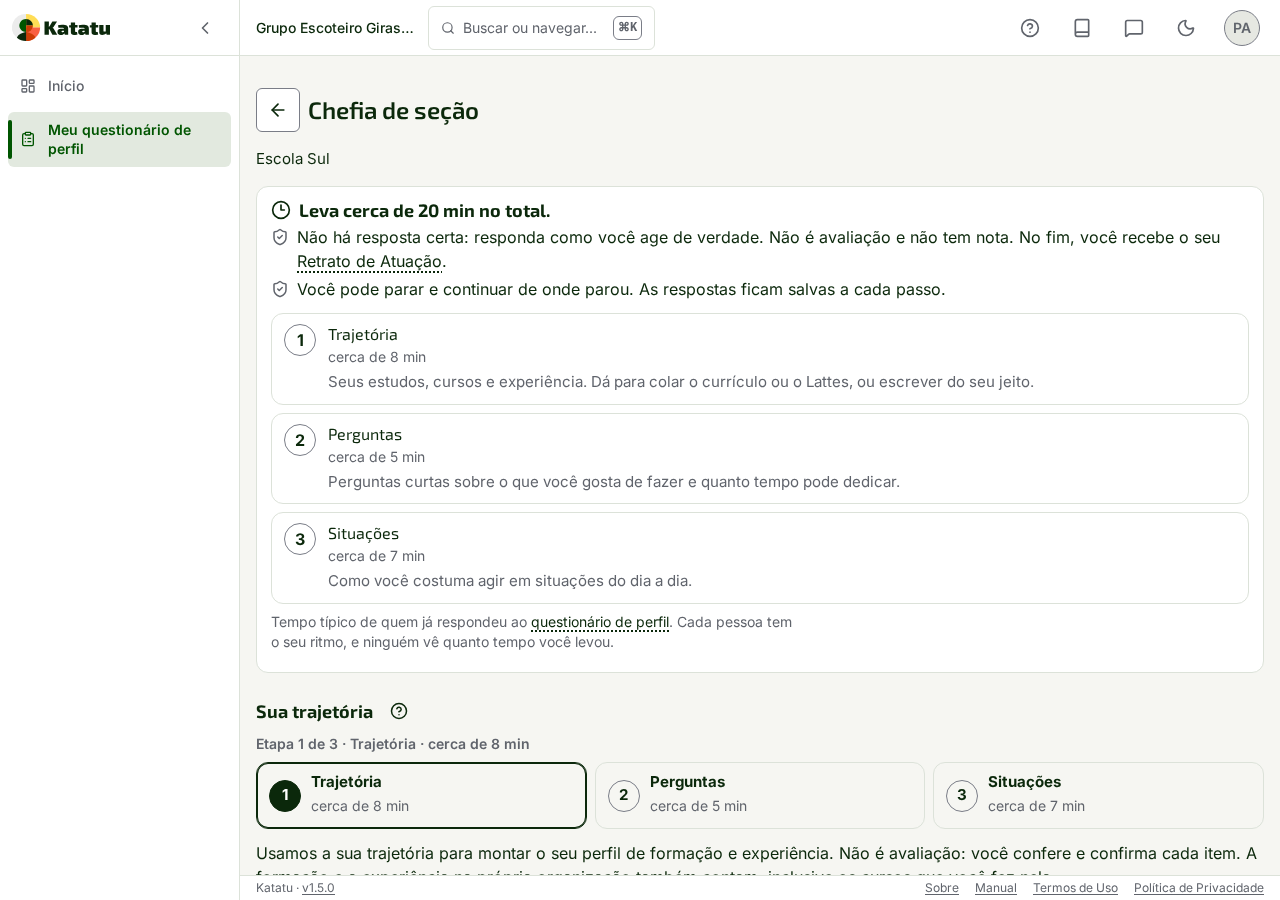 Katatu
Grupo Escoteiro Giras...
Buscar ou navegar...
⌘K
PA
Início
Meu questionário de
perfil
Chefia de seção
Escola Sul
Leva cerca de 20 min no total.
Não há resposta certa: responda como você age de verdade. Não é avaliação e não tem nota. No fim, você recebe o seu
Retrato de Atuação.
Você pode parar e continuar de onde parou. As respostas ficam salvas a cada passo.
1
Trajetória
cerca de 8 min
Seus estudos, cursos e experiência. Dá para colar o currículo ou o Lattes, ou escrever do seu jeito.
2
Perguntas
cerca de 5 min
Perguntas curtas sobre o que você gosta de fazer e quanto tempo pode dedicar.
3
Situações
cerca de 7 min
Como você costuma agir em situações do dia a dia.
Tempo típico de quem já respondeu ao questionário de perfil. Cada pessoa tem
o seu ritmo, e ninguém vê quanto tempo você levou.
Sua trajetória
Etapa 1 de 3 · Trajetória · cerca de 8 min
1
Trajetória
cerca de 8 min
2
Perguntas
cerca de 5 min
3
Situações
cerca de 7 min
Usamos a sua trajetória para montar o seu perfil de formação e experiência. Não é avaliação: você confere e confirma cada item. A
Katatu · v1.5.0
Sobre
Manual
Termos de Uso
Política de Privacidade